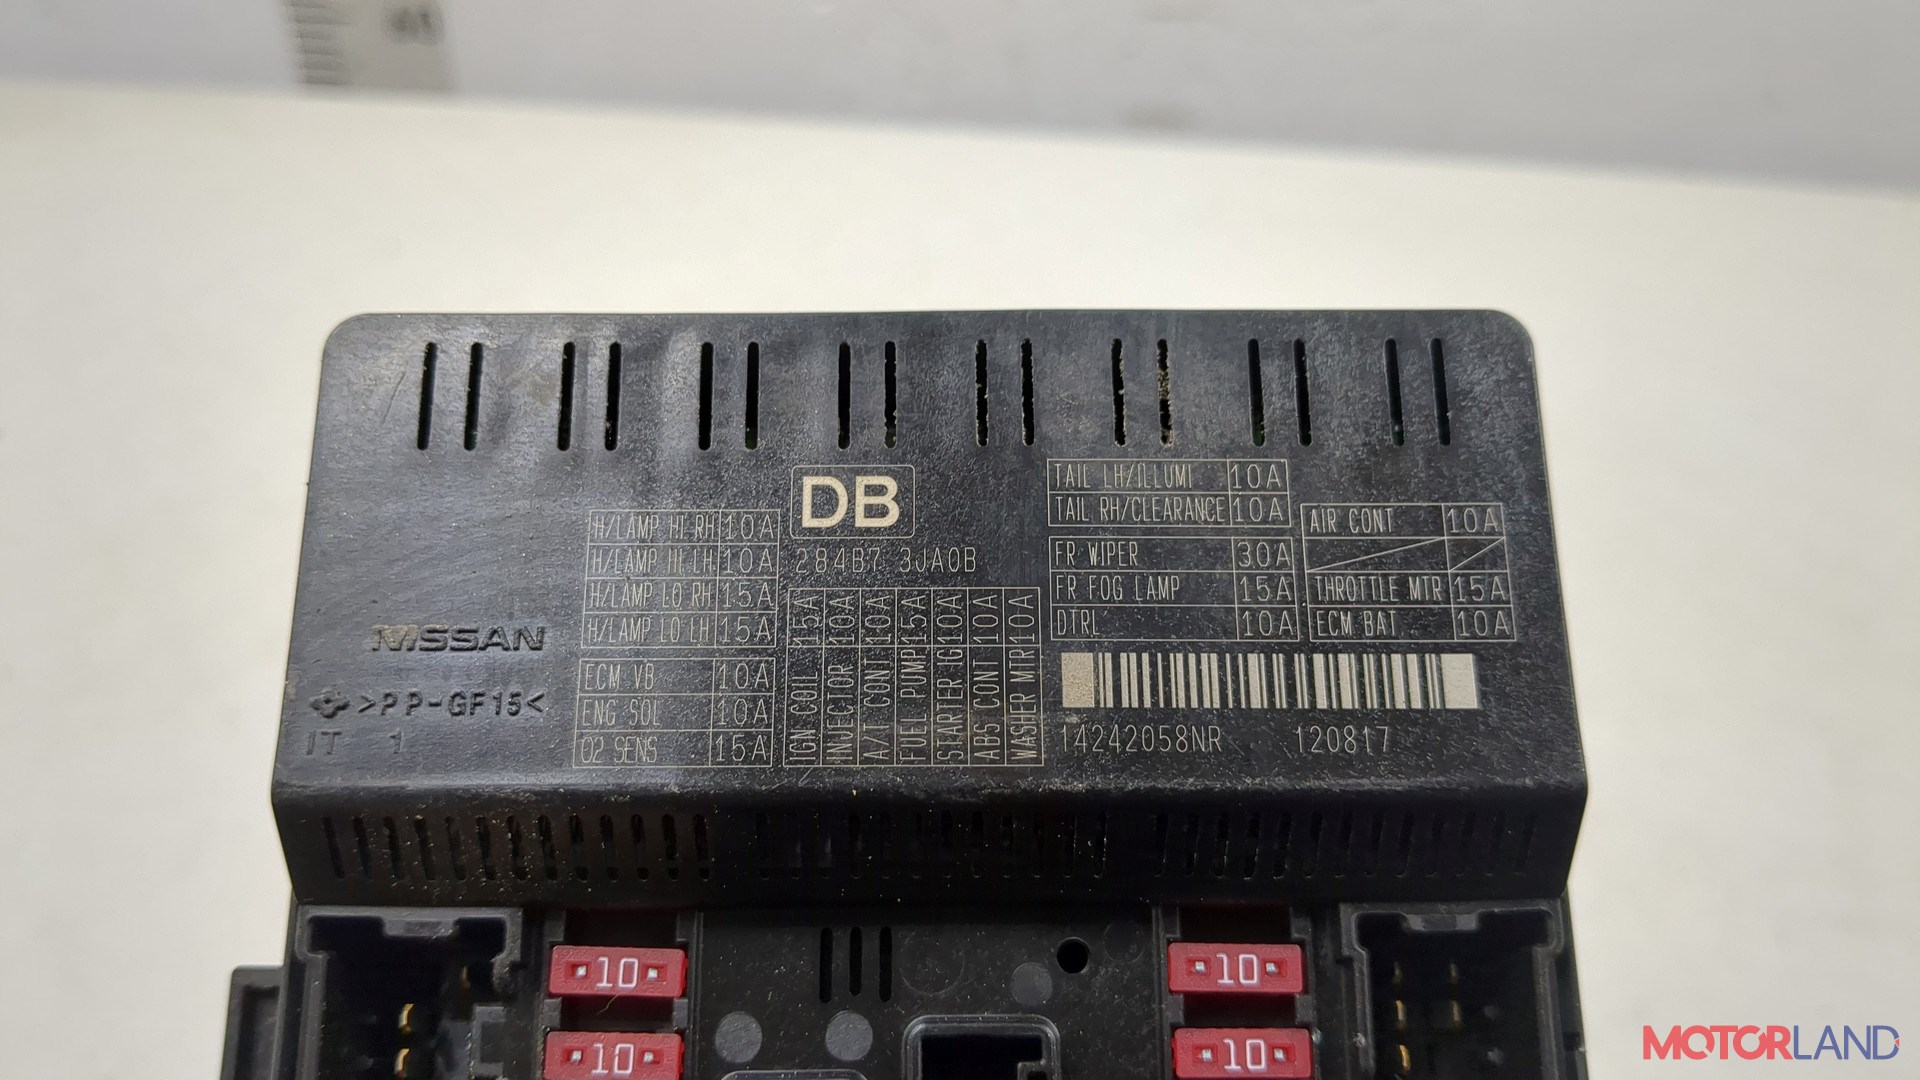 DB
284B7 3JA0B
H/LAMP HI RH 10A
H/LAMP HI LH 10A
H/LAMP LO RH 15A
H/LAMP LO LH 15A
ECM VB 10A
ENG SOL 10A
O2 SENS 15A
IGN COIL 15A
INJECTOR 10A
A/T CONT 10A
FUEL PUMP 15A
STARTER IG 10A
ABS CONT 10A
WASHER MTR 10A
TAIL LH/ILLUMI 10A
TAIL RH/CLEARANCE 10A
FR WIPER 30A
FR FOG LAMP 15A
DTRL 10A
AIR CONT 10A
THROTTLE MTR 15A
ECM BAT 10A
14242058NR 120817
NISSAN
>PP-GF15<
IT 1
10
10
10
10
MOTORLAND